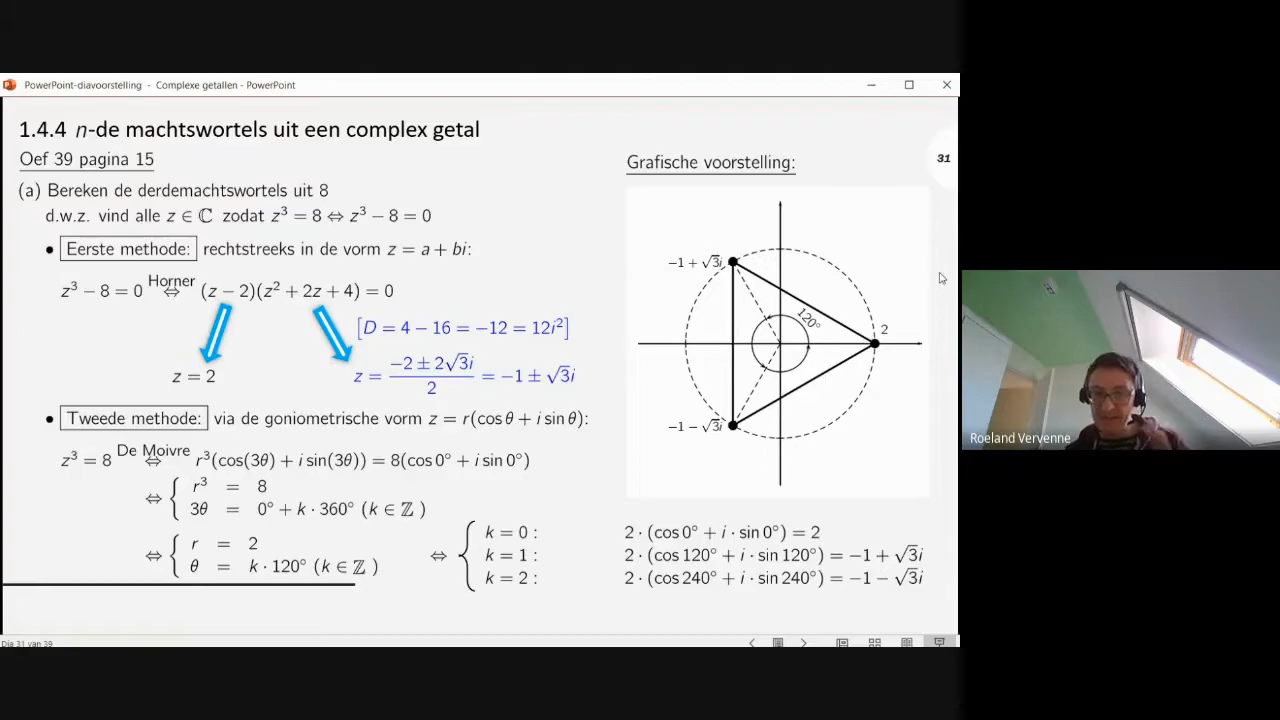 PowerPoint-diavoorstelling - Complexe getallen - PowerPoint
1.4.4 n-de machtswortels uit een complex getal
31
Oef 39 pagina 15
(a) Bereken de derdemachtswortels uit 8
d.w.z. vind alle z ∈ ℂ zodat z³ = 8 ⇔ z³ − 8 = 0
• Eerste methode: rechtstreeks in de vorm z = a + bi:
z³ − 8 = 0 Horner ⇔ (z − 2)(z² + 2z + 4) = 0
[D = 4 − 16 = −12 = 12i²]
z = 2
z = (−2 ± 2√3i)/2 = −1 ± √3i
• Tweede methode: via de goniometrische vorm z = r(cos θ + i sin θ):
z³ = 8 De Moivre ⇔ r³(cos(3θ) + i sin(3θ)) = 8(cos 0° + i sin 0°)
⇔ { r³ = 8
3θ = 0° + k · 360° (k ∈ ℤ )
⇔ { r = 2
θ = k · 120° (k ∈ ℤ )
⇔ { k = 0 : 2 · (cos 0° + i · sin 0°) = 2
k = 1 : 2 · (cos 120° + i · sin 120°) = −1 + √3i
k = 2 : 2 · (cos 240° + i · sin 240°) = −1 − √3i
Grafische voorstelling:
−1 + √3i
120°
2
−1 − √3i
Dia 31 van 39
Roeland Vervenne